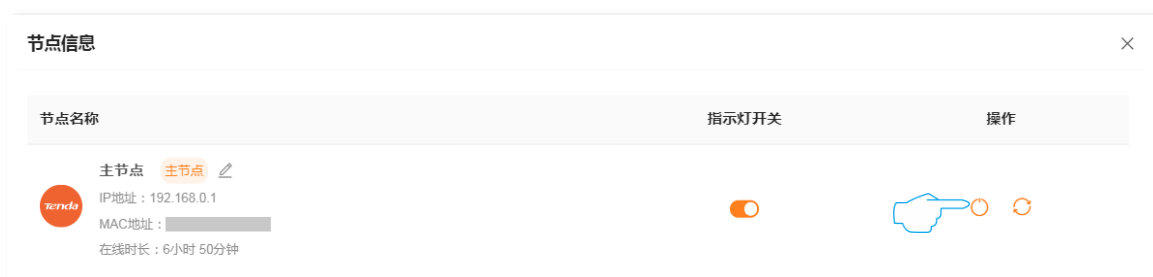 节点信息
节点名称 指示灯开关 操作
主节点 主节点
Tenda
IP地址：192.168.0.1
MAC地址：
在线时长：6小时 50分钟